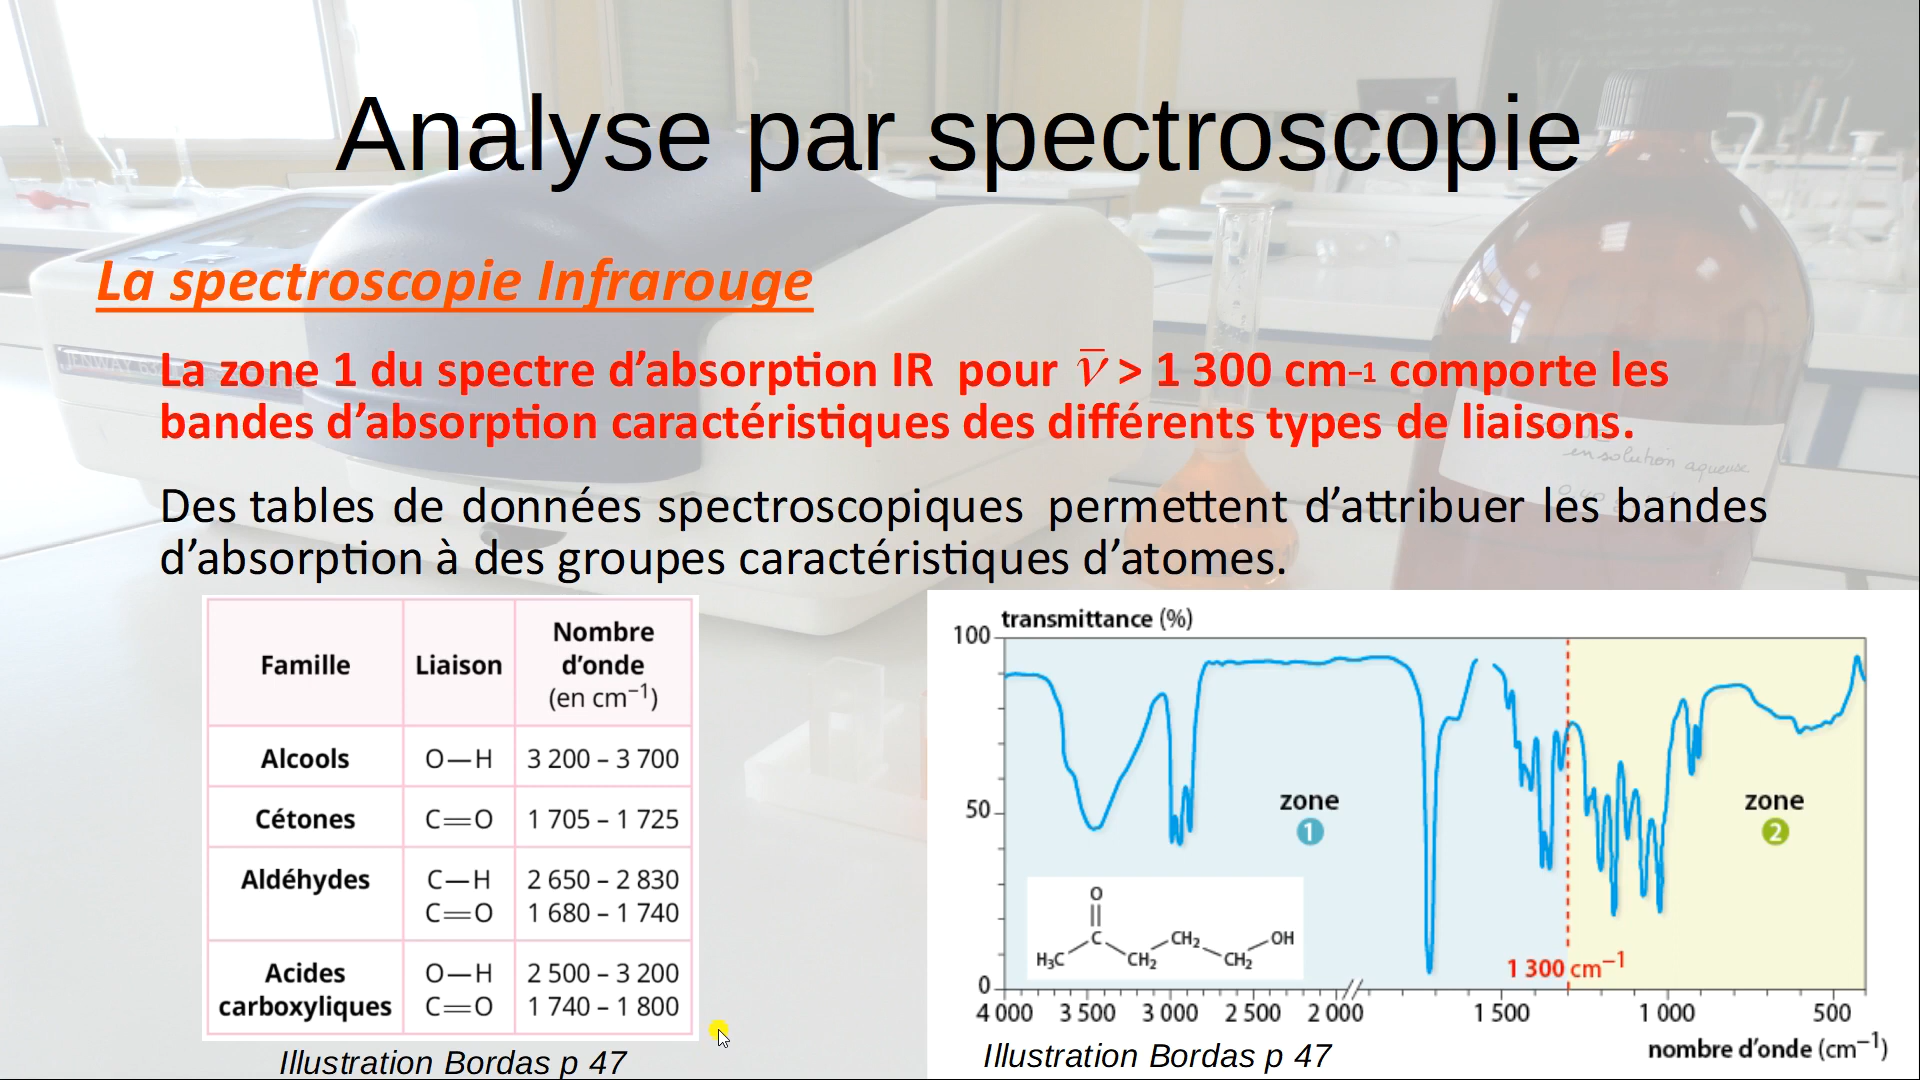 Analyse par spectroscopie
La spectroscopie Infrarouge
La zone 1 du spectre d’absorption IR pour ν̅ > 1 300 cm⁻¹ comporte les
bandes d’absorption caractéristiques des différents types de liaisons.
Des tables de données spectroscopiques permettent d’attribuer les bandes
d’absorption à des groupes caractéristiques d’atomes.
Famille Liaison Nombre
d’onde
(en cm⁻¹)
Alcools O—H 3 200 – 3 700
Cétones C=O 1 705 – 1 725
Aldéhydes C—H 2 650 – 2 830
C=O 1 680 – 1 740
Acides O—H 2 500 – 3 200
carboxyliques C=O 1 740 – 1 800
Illustration Bordas p 47
transmittance (%)
100
50
0
zone
1
zone
2
O
C CH₂ OH
H₃C CH₂ CH₂
1 300 cm⁻¹
4 000 3 500 3 000 2 500 2 000 1 500 1 000 500
nombre d’onde (cm⁻¹)
Illustration Bordas p 47
en solution aqueuse
JENWAY